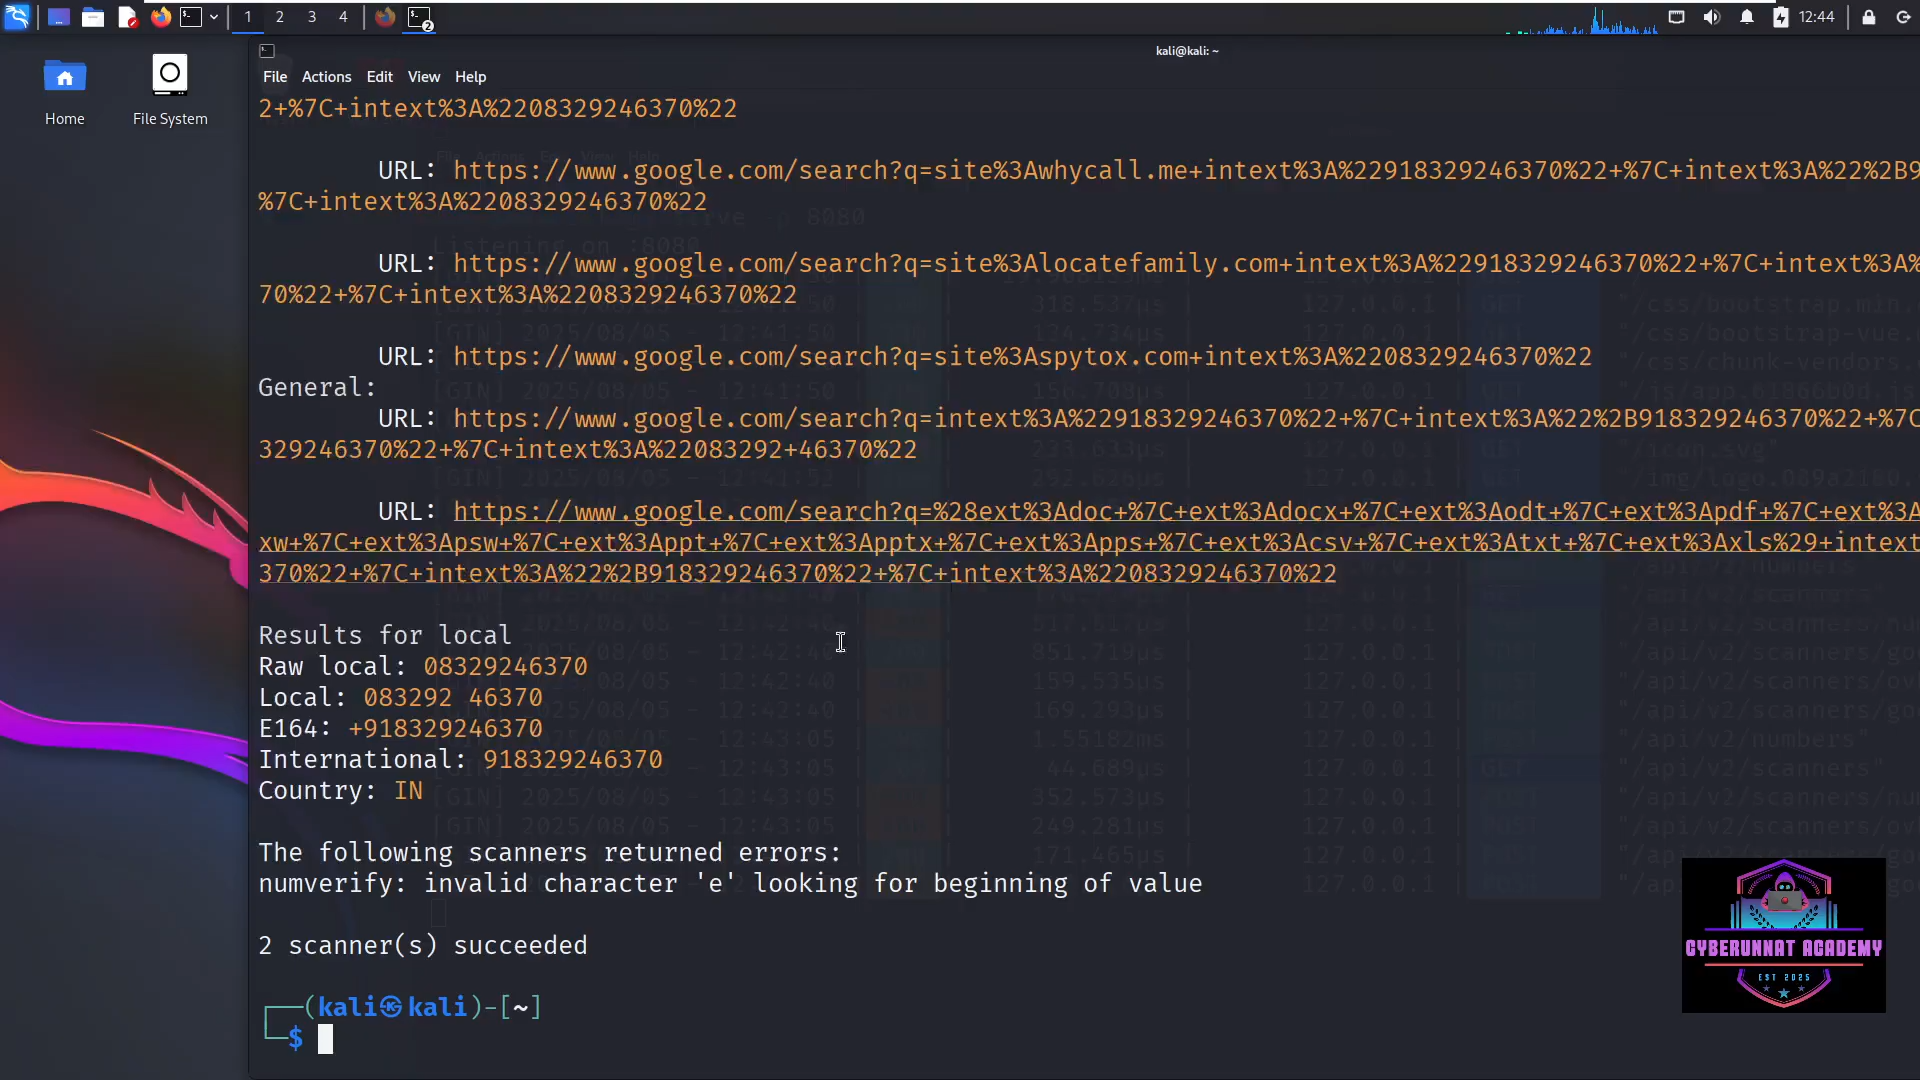 1 2 3 4 2 12:44
kali@kali: ~
File Actions Edit View Help
Home
File System
2+%7C+intext%3A%2208329246370%22
URL: https://www.google.com/search?q=site%3Awhycall.me+intext%3A%22918329246370%22+%7C+intext%3A%22%2B9
%7C+intext%3A%2208329246370%22
URL: https://www.google.com/search?q=site%3Alocatefamily.com+intext%3A%22918329246370%22+%7C+intext%3A%
70%22+%7C+intext%3A%2208329246370%22
URL: https://www.google.com/search?q=site%3Aspytox.com+intext%3A%2208329246370%22
General:
URL: https://www.google.com/search?q=intext%3A%22918329246370%22+%7C+intext%3A%22%2B918329246370%22+%7C
329246370%22+%7C+intext%3A%22083292+46370%22
URL: https://www.google.com/search?q=%28ext%3Adoc+%7C+ext%3Adocx+%7C+ext%3Aodt+%7C+ext%3Apdf+%7C+ext%3A
xw+%7C+ext%3Apsw+%7C+ext%3Appt+%7C+ext%3Apptx+%7C+ext%3Apps+%7C+ext%3Acsv+%7C+ext%3Atxt+%7C+ext%3Axls%29+intext
370%22+%7C+intext%3A%22%2B918329246370%22+%7C+intext%3A%2208329246370%22
Results for local
Raw local: 08329246370
Local: 083292 46370
E164: +918329246370
International: 918329246370
Country: IN
The following scanners returned errors:
numverify: invalid character 'e' looking for beginning of value
2 scanner(s) succeeded
(kali㉿kali)-[~]
$
CYBERUNNAT ACADEMY
EST 2025